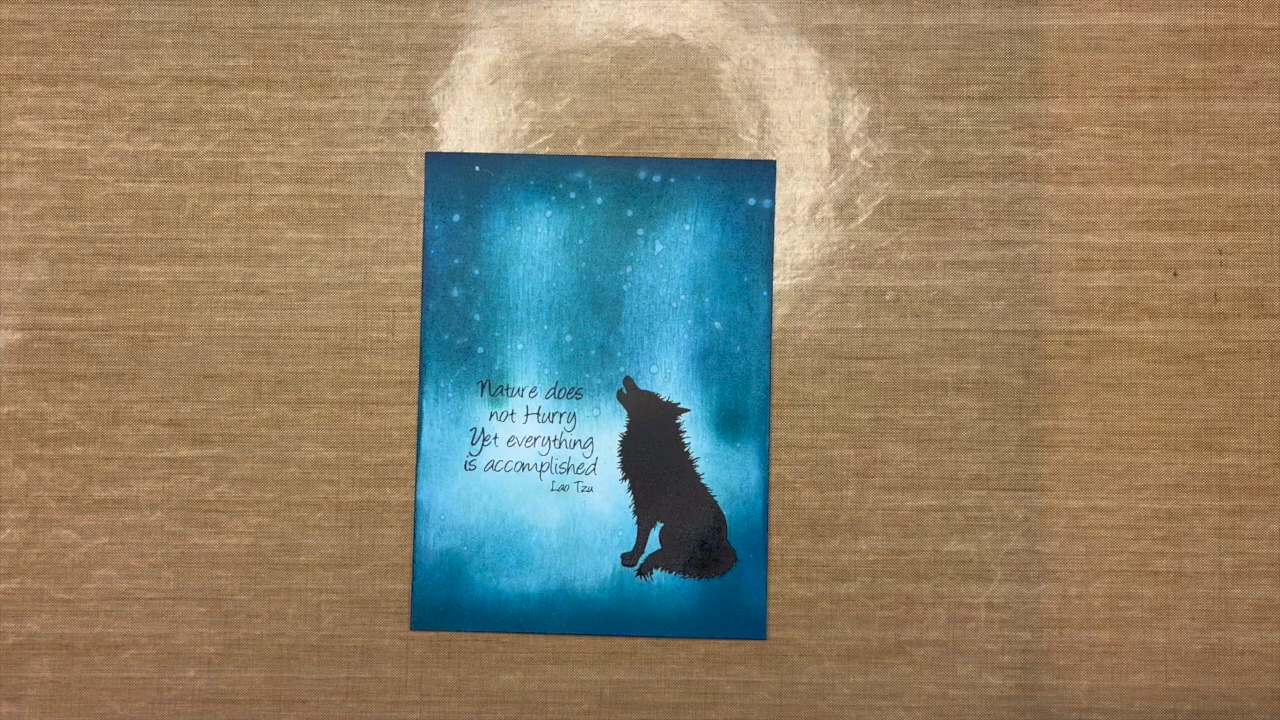 Nature does
not Hurry
Yet everything
is accomplished
Lao Tzu